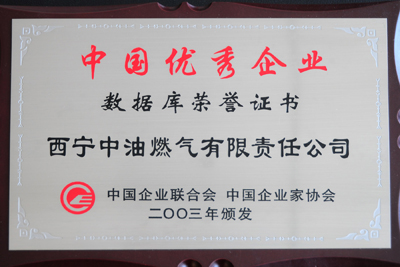 中国优秀企业
数据库荣誉证书
西宁中油燃气有限责任公司
中国企业联合会 中国企业家协会
二〇〇三年颁发